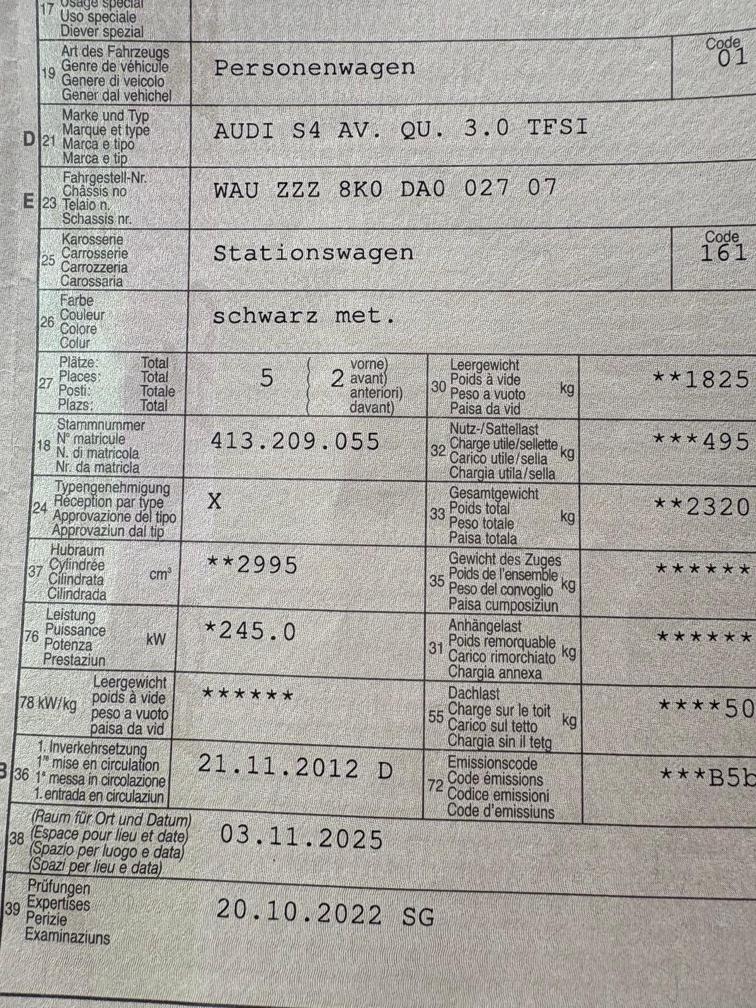 17 Usage spécial
Uso speciale
Diever spezial
19 Art des Fahrzeugs
Genre de véhicule
Genere di veicolo
Gener dal vehichel
Personenwagen
Code
01
D 21 Marke und Typ
Marque et type
Marca e tipo
Marca e tip
AUDI S4 AV. QU. 3.0 TFSI
E 23 Fahrgestell-Nr.
Châssis no
Telaio n.
Schassis nr.
WAU ZZZ 8K0 DA0 027 07
25 Karosserie
Carrosserie
Carrozzeria
Carossaria
Stationswagen
Code
161
26 Farbe
Couleur
Colore
Colur
schwarz met.
27 Plätze: Total
Places: Total
Posti: Totale
Plazs: Total
5 ( 2 vorne)
avant)
anteriori)
davant)
30 Leergewicht
Poids à vide
Peso a vuoto
Paisa da vid
kg
**1825
18 Stammnummer
N° matricule
N. di matricola
Nr. da matricla
413.209.055
32 Nutz-/Sattellast
Charge utile/sellette
Carico utile/sella
Chargia utila/sella
kg
***495
24 Typengenehmigung
Réception par type
Approvazione del tipo
Approvaziun dal tip
X
33 Gesamtgewicht
Poids total
Peso totale
Paisa totala
kg
**2320
37 Hubraum
Cylindrée
Cilindrata
Cilindrada
cm³
**2995
35 Gewicht des Zuges
Poids de l'ensemble
Peso del convoglio
Paisa cumposiziun
kg
******
76 Leistung
Puissance
Potenza
Prestaziun
kW
*245.0
31 Anhängelast
Poids remorquable
Carico rimorchiato
Chargia annexa
kg
******
78 kW/kg Leergewicht
poids à vide
peso a vuoto
paisa da vid
******
55 Dachlast
Charge sur le toit
Carico sul tetto
Chargia sin il tetg
kg
****50
B 36 1. Inverkehrsetzung
1re mise en circulation
1a messa in circolazione
1. entrada en circulaziun
21.11.2012 D
72 Emissionscode
Code émissions
Codice emissioni
Code d'emissiuns
***B5b
38 (Raum für Ort und Datum)
(Espace pour lieu et date)
(Spazio per luogo e data)
(Spazi per lieu e data)
03.11.2025
39 Prüfungen
Expertises
Perizie
Examinaziuns
20.10.2022 SG